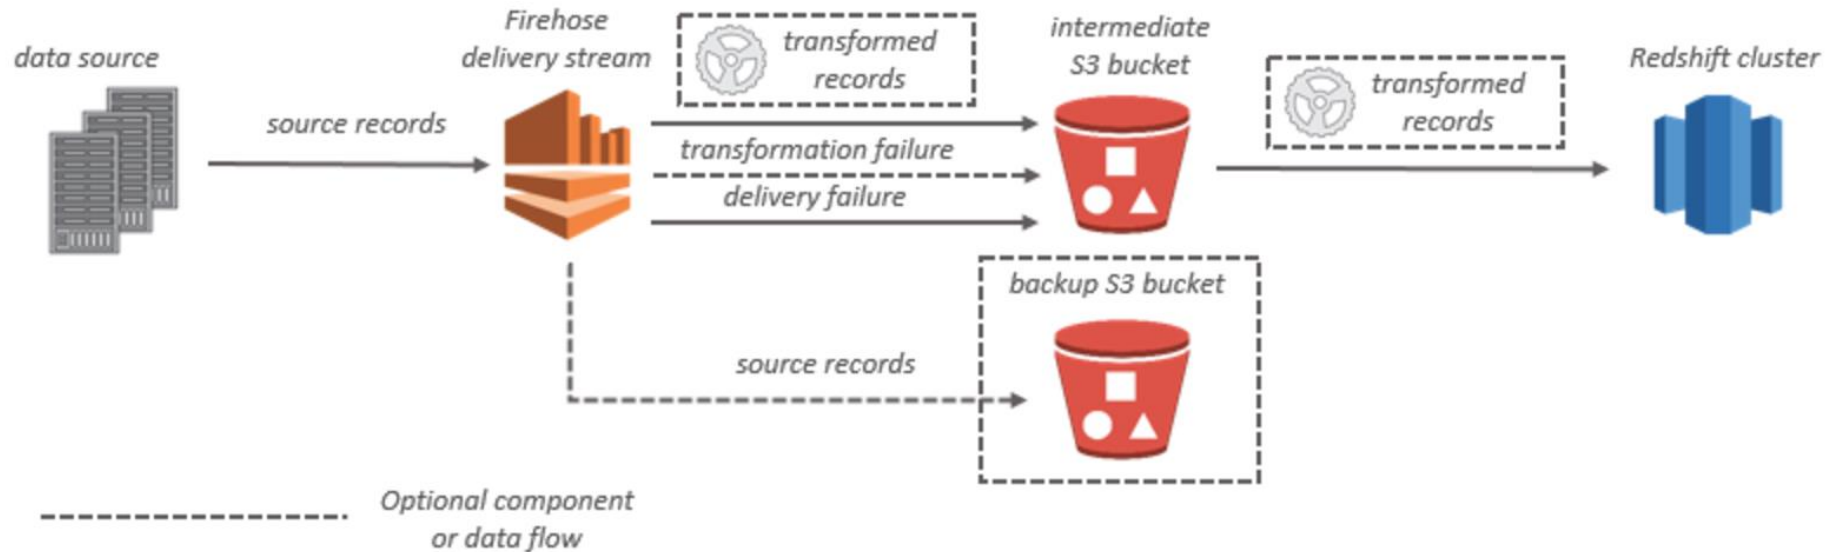 data source
source records
Firehose
delivery stream
transformed
records
transformation failure
delivery failure
intermediate
S3 bucket
transformed
records
Redshift cluster
backup S3 bucket
source records
Optional component
or data flow